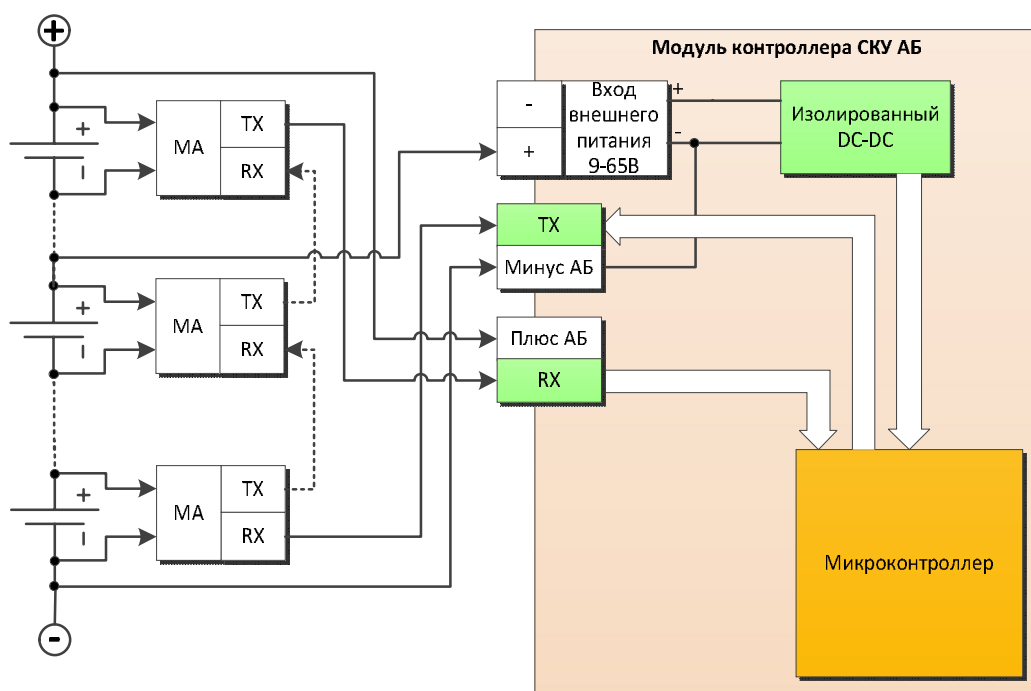 +
Модуль контроллера СКУ АБ
+
-
МА
TX
RX
-
+
Вход
внешнего
питания
9-65В
+
-
Изолированный
DC-DC
TX
Минус АБ
+
-
МА
TX
RX
Плюс АБ
RX
+
-
МА
TX
RX
Микроконтроллер
-